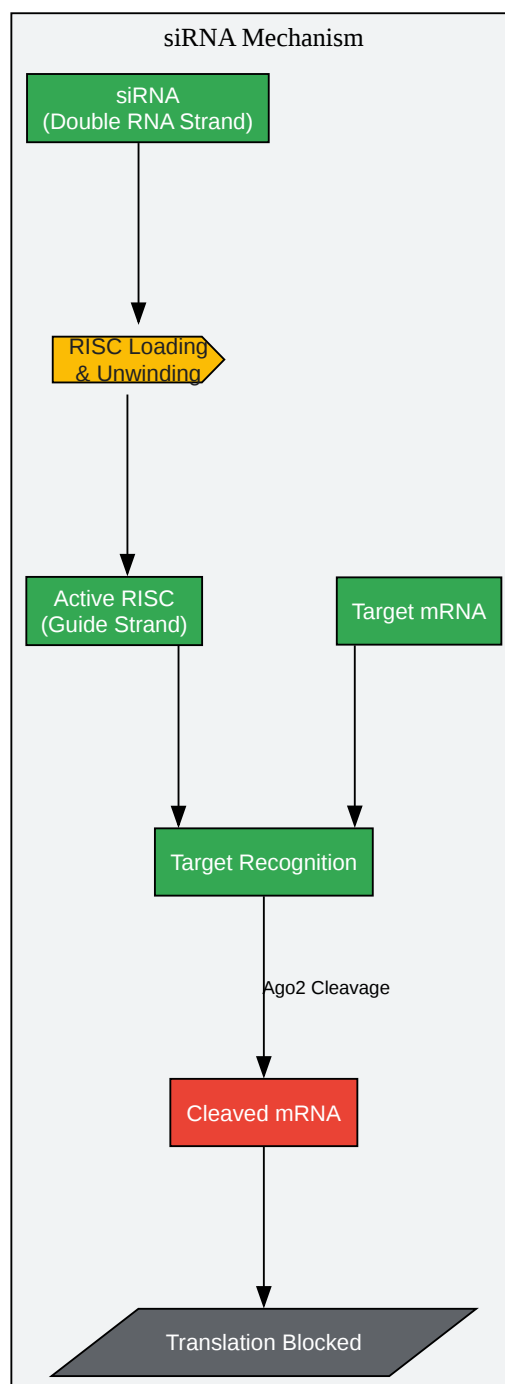 siRNA Mechanism
siRNA
(Double RNA Strand)
RISC Loading
& Unwinding
Active RISC
(Guide Strand)
Target mRNA
Target Recognition
Ago2 Cleavage
Cleaved mRNA
Translation Blocked